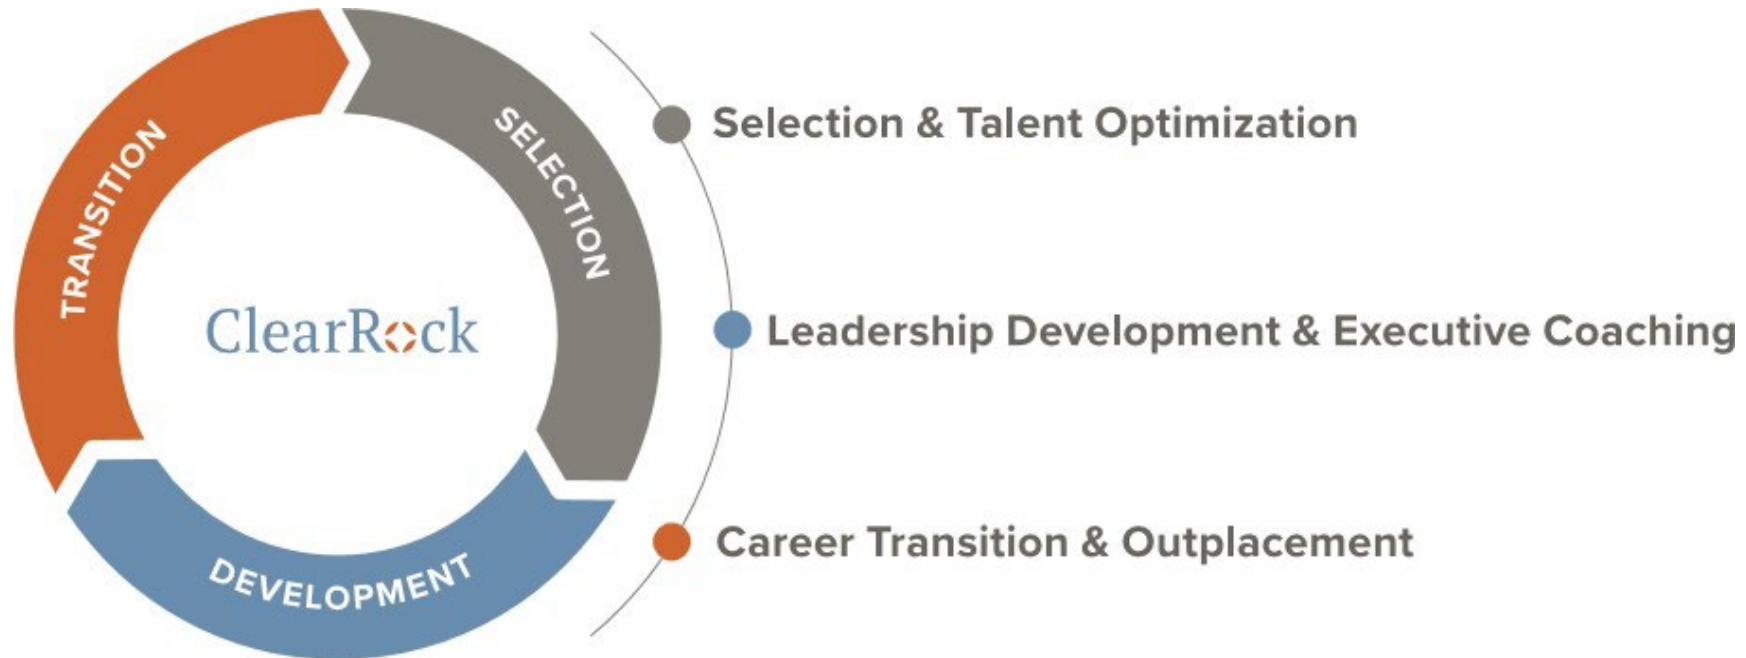 TRANSITION
SELECTION
DEVELOPMENT
ClearRock
Selection & Talent Optimization
Leadership Development & Executive Coaching
Career Transition & Outplacement